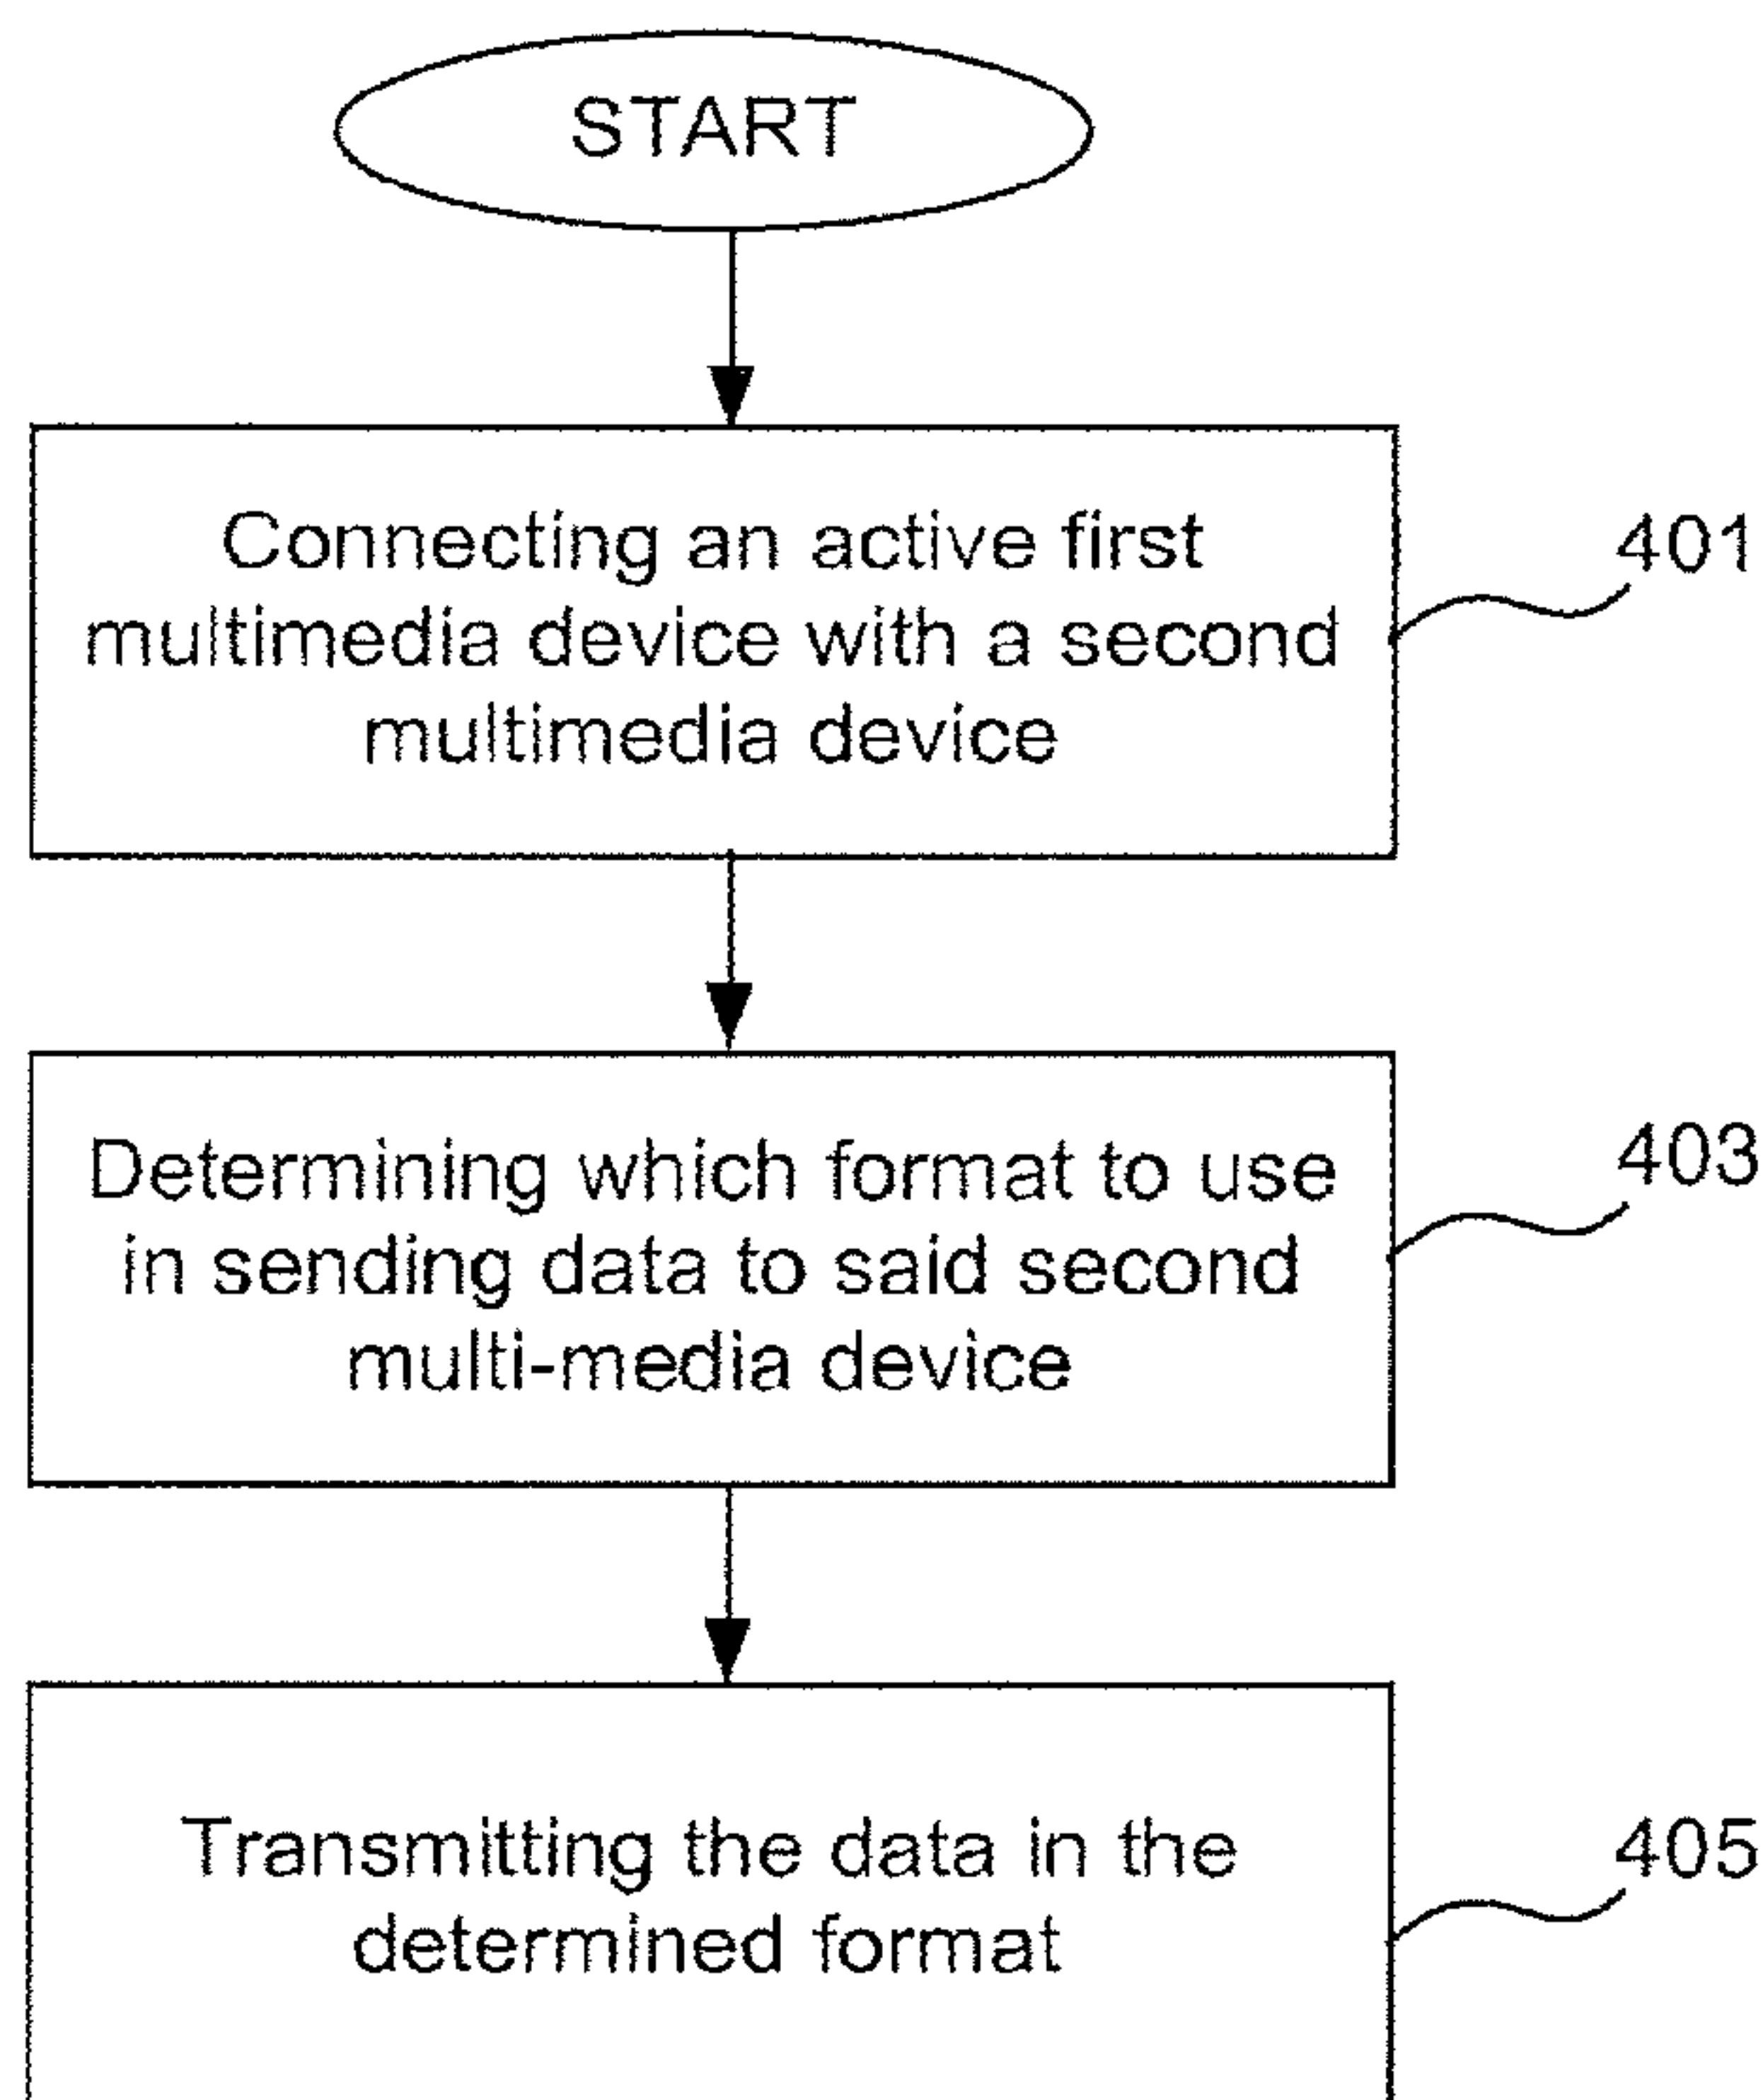 START
Connecting an active first
multimedia device with a second
multimedia device
401
Determining which format to use
in sending data to said second
multi-media device
403
Transmitting the data in the
determined format
405